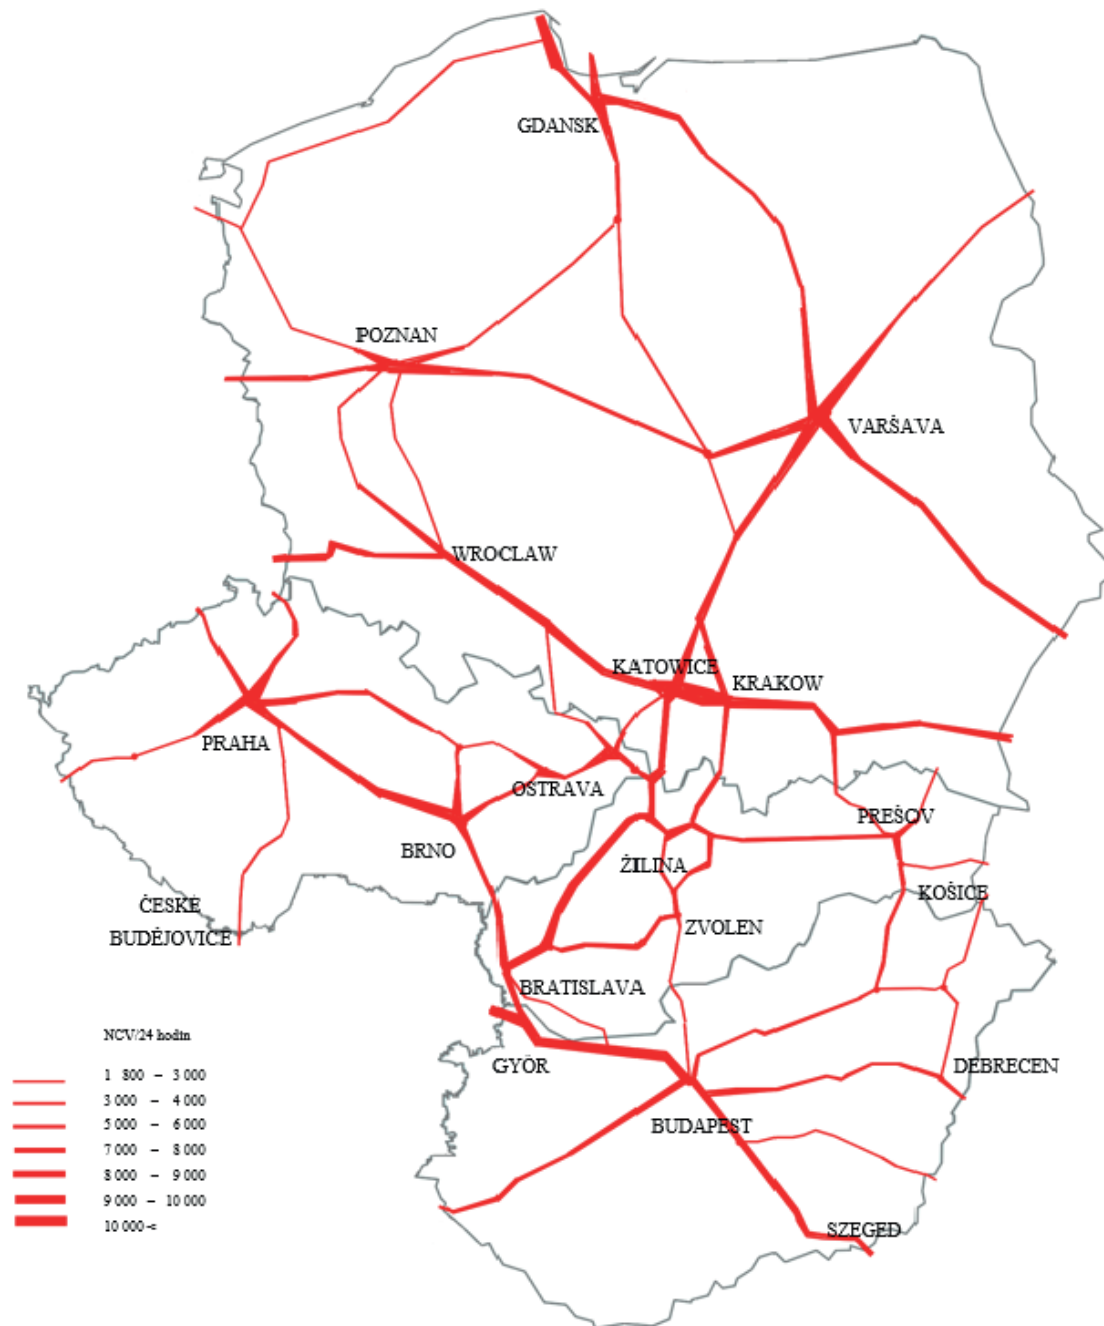 GDANSK
POZNAN
VARŠAVA
WROCLAW
KATOWICE
KRAKOW
PRAHA
OSTRAVA
PREŠOV
BRNO
ŽILINA
KOŠICE
ČESKÉ
BUDĚJOVICE
ZVOLEN
BRATISLAVA
NCV/24 hodin
GYÖR
DEBRECEN
1 800 – 3 000
3 000 – 4 000
5 000 – 6 000
7 000 – 8 000
8 000 – 9 000
9 000 – 10 000
10 000 -<
BUDAPEST
SZEGED